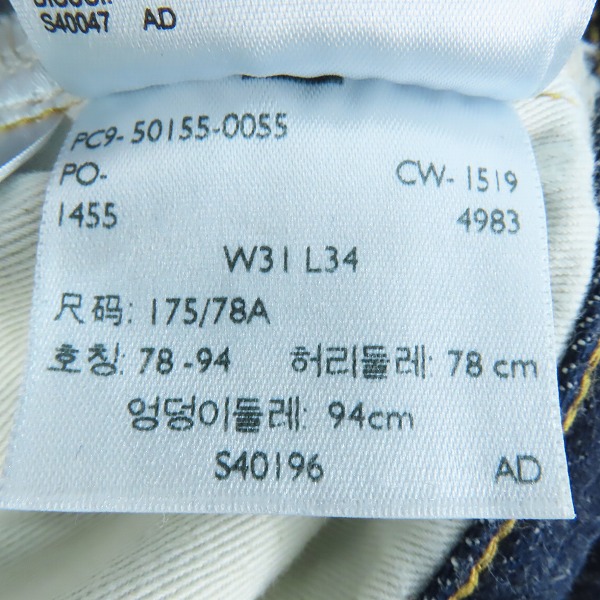 S40047 AD
PC9-50155-0055
PO- CW-1519
1455 4983
W31 L34
尺码: 175/78A
호칭: 78-94 허리둘레: 78 cm
엉덩이둘레: 94cm
S40196 AD